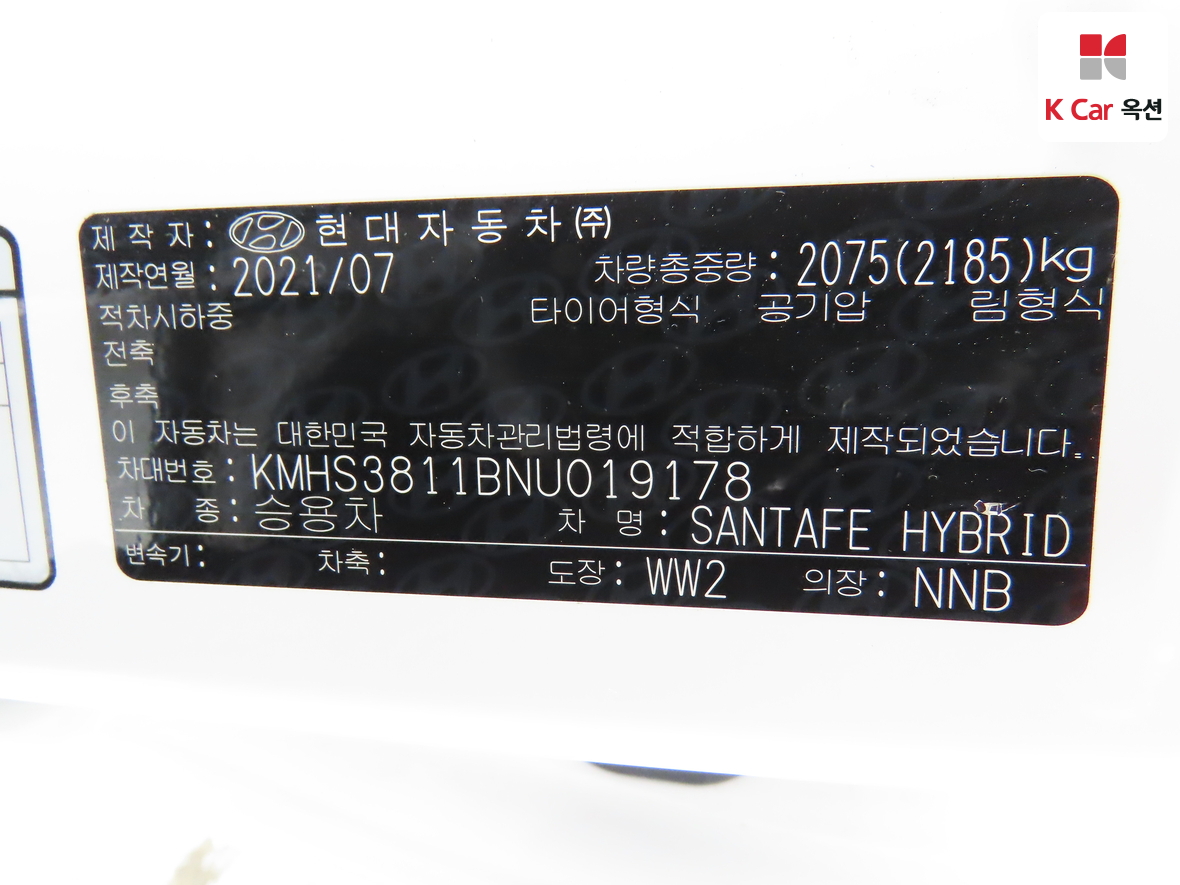 K Car 옥션
제 작 자 : 현 대 자 동 차 ㈜
제작연월 : 2021/07 차량총중량 : 2075(2185)kg
적차시하중 타이어형식 공기압 림형식
전축
후축
이 자동차는 대한민국 자동차관리법령에 적합하게 제작되었습니다.
차대번호 : KMHS3811BNU019178
차 종 : 승용차 차 명 : SANTAFE HYBRID
변속기 : 차축 : 도장 : WW2 의장 : NNB